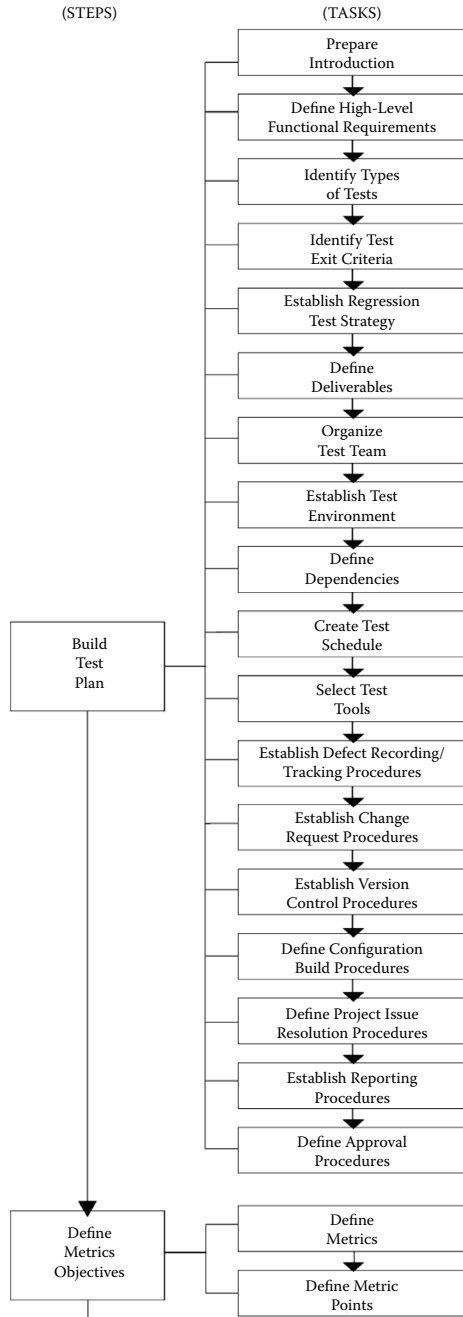 (STEPS)
(TASKS)
Prepare
Introduction
Define High-Level
Functional Requirements
Identify Types
of Tests
Identify Test
Exit Criteria
Establish Regression
Test Strategy
Define
Deliverables
Organize
Test Team
Establish Test
Environment
Define
Dependencies
Build
Test
Plan
Create Test
Schedule
Select Test
Tools
Establish Defect Recording/
Tracking Procedures
Establish Change
Request Procedures
Establish Version
Control Procedures
Define Configuration
Build Procedures
Define Project Issue
Resolution Procedures
Establish Reporting
Procedures
Define Approval
Procedures
Define
Metrics
Objectives
Define
Metrics
Define Metric
Points